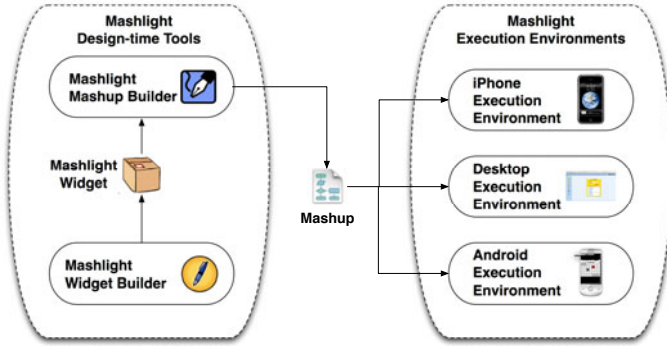 Mashlight
Design-time Tools
Mashlight
Mashup Builder
Mashlight
Widget
Mashlight
Widget Builder
Mashup
Mashlight
Execution Environments
iPhone
Execution
Environment
Desktop
Execution
Environment
Android
Execution
Environment